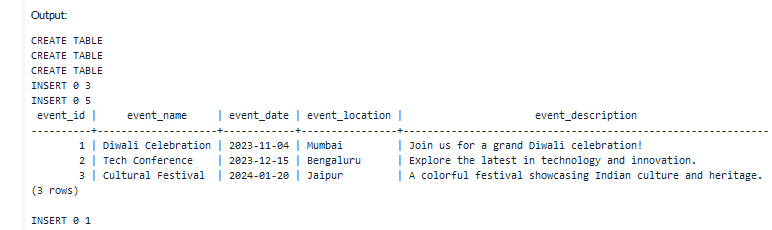 Output:
CREATE TABLE
CREATE TABLE
CREATE TABLE
INSERT 0 3
INSERT 0 5
 event_id |     event_name     | event_date | event_location |                      event_description
----------+--------------------+------------+----------------+-------------------------------------------------------------
        1 | Diwali Celebration | 2023-11-04 | Mumbai         | Join us for a grand Diwali celebration!
        2 | Tech Conference    | 2023-12-15 | Bengaluru      | Explore the latest in technology and innovation.
        3 | Cultural Festival  | 2024-01-20 | Jaipur         | A colorful festival showcasing Indian culture and heritage.
(3 rows)
INSERT 0 1